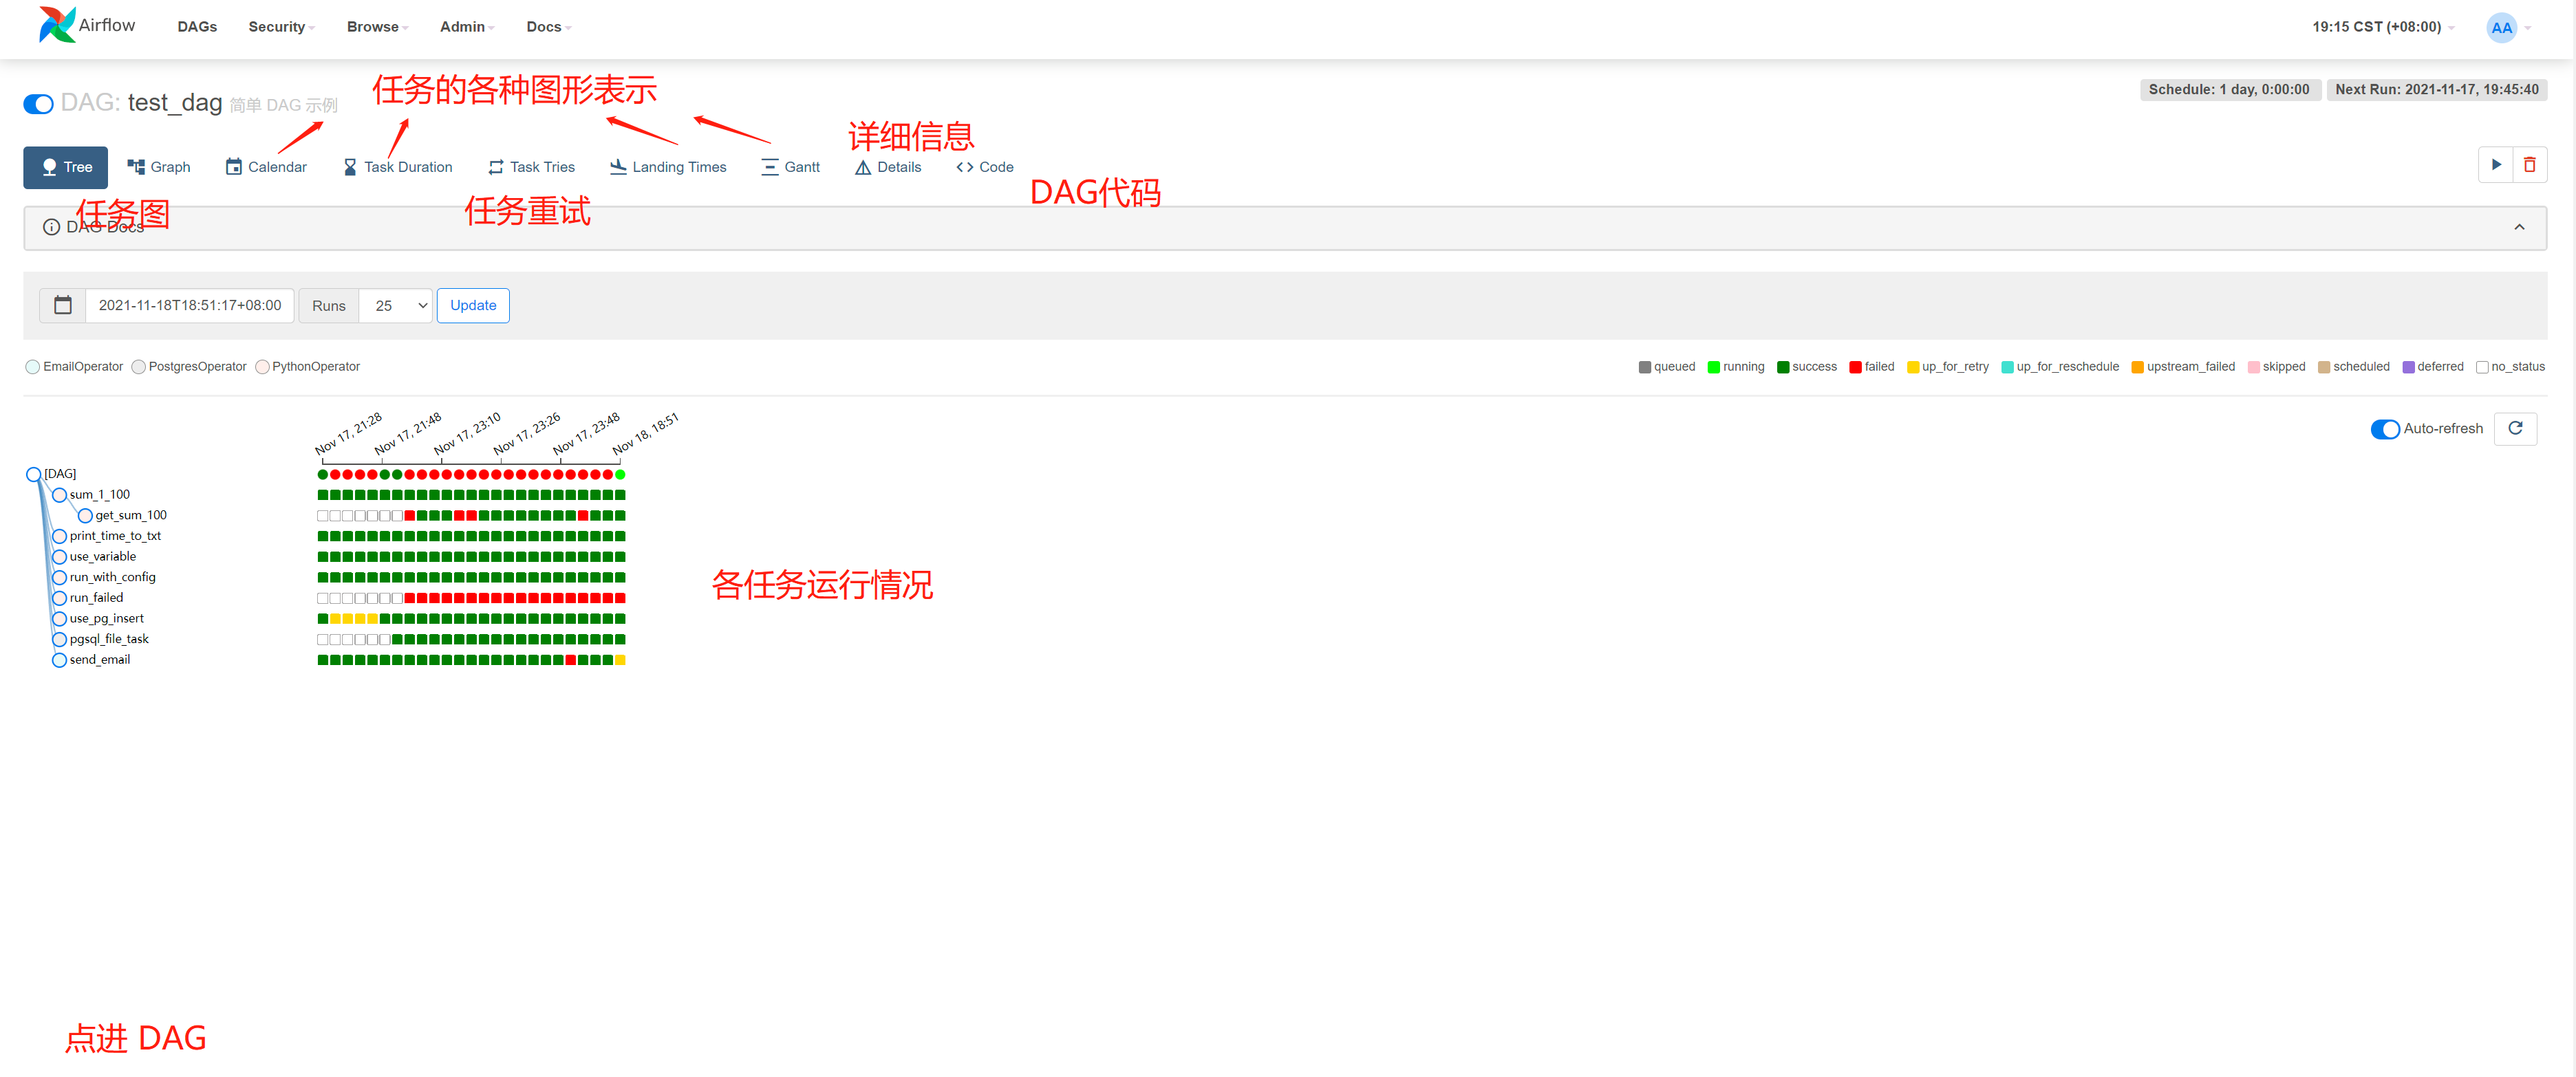 Airflow DAGs Security Browse Admin Docs 19:15 CST (+08:00) AA
任务的各种图形表示
DAG: test_dag 简单 DAG 示例
Schedule: 1 day, 0:00:00 Next Run: 2021-11-17, 19:45:40
详细信息
Tree Graph Calendar Task Duration Task Tries Landing Times Gantt Details Code
DAG代码
任务图
任务重试
DAG Docs
2021-11-18T18:51:17+08:00 Runs 25 Update
EmailOperator PostgresOperator PythonOperator
queued running success failed up_for_retry up_for_reschedule upstream_failed skipped scheduled deferred no_status
Nov 17, 21:28 Nov 17, 21:48 Nov 17, 23:10 Nov 17, 23:26 Nov 17, 23:48 Nov 18, 18:51
Auto-refresh
[DAG]
sum_1_100
get_sum_100
print_time_to_txt
use_variable
run_with_config
各任务运行情况
run_failed
use_pg_insert
pgsql_file_task
send_email
点进 DAG